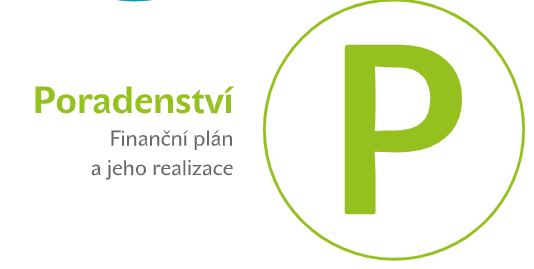 Poradenství
Finanční plán
a jeho realizace
P